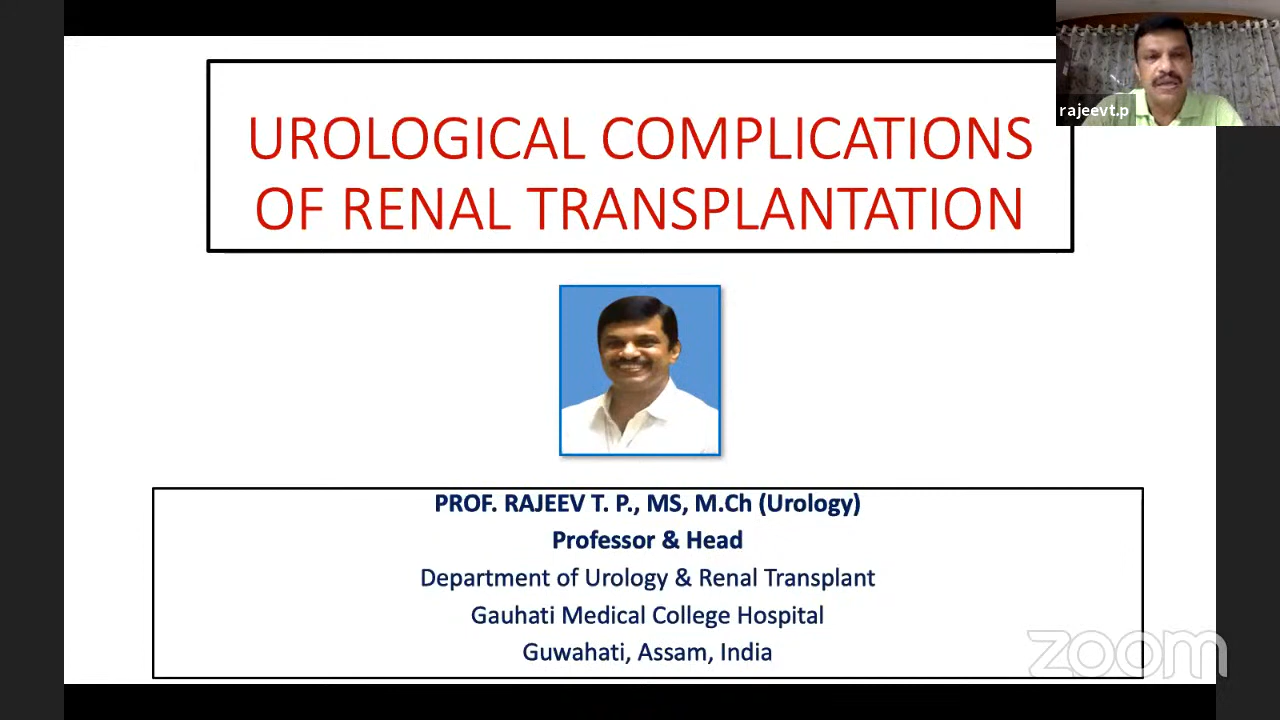 rajeevt.p
UROLOGICAL COMPLICATIONS
OF RENAL TRANSPLANTATION
PROF. RAJEEV T. P., MS, M.Ch (Urology)
Professor & Head
Department of Urology & Renal Transplant
Gauhati Medical College Hospital
Guwahati, Assam, India
zoom